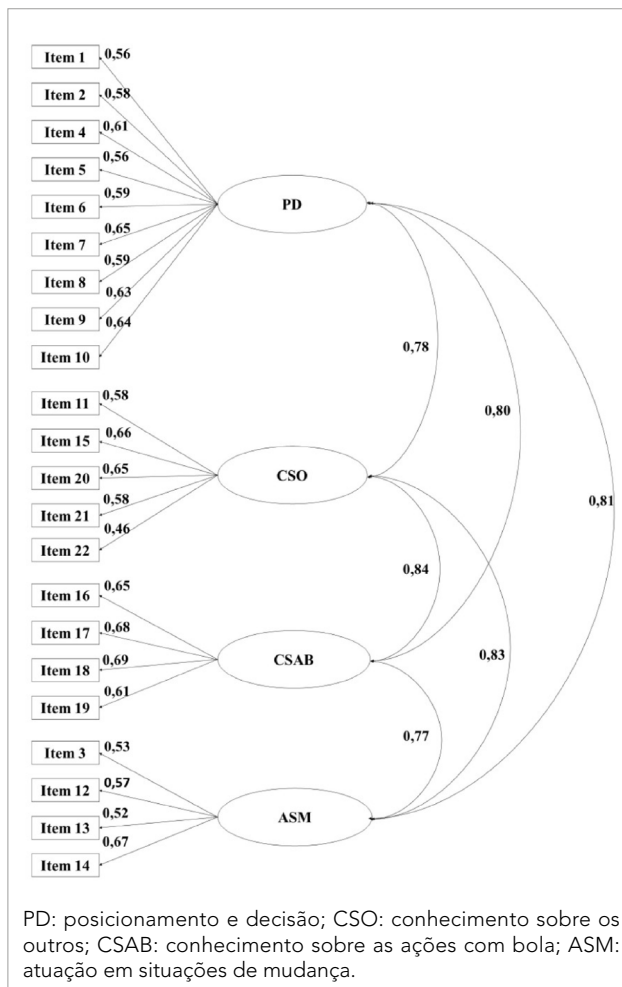 Item 1 0,56
Item 2 0,58
Item 4 0,61
Item 5 0,56
Item 6 0,59
PD
Item 7 0,65
Item 8 0,59
Item 9 0,63
Item 10 0,64
0,78
Item 11 0,58
0,80
Item 15 0,66
Item 20 0,65
CSO
0,81
Item 21 0,58
Item 22 0,46
0,84
Item 16 0,65
Item 17 0,68
0,83
CSAB
Item 18 0,69
Item 19 0,61
0,77
Item 3 0,53
Item 12 0,57
ASM
Item 13 0,52
Item 14 0,67
PD: posicionamento e decisão; CSO: conhecimento sobre os
outros; CSAB: conhecimento sobre as ações com bola; ASM:
atuação em situações de mudança.